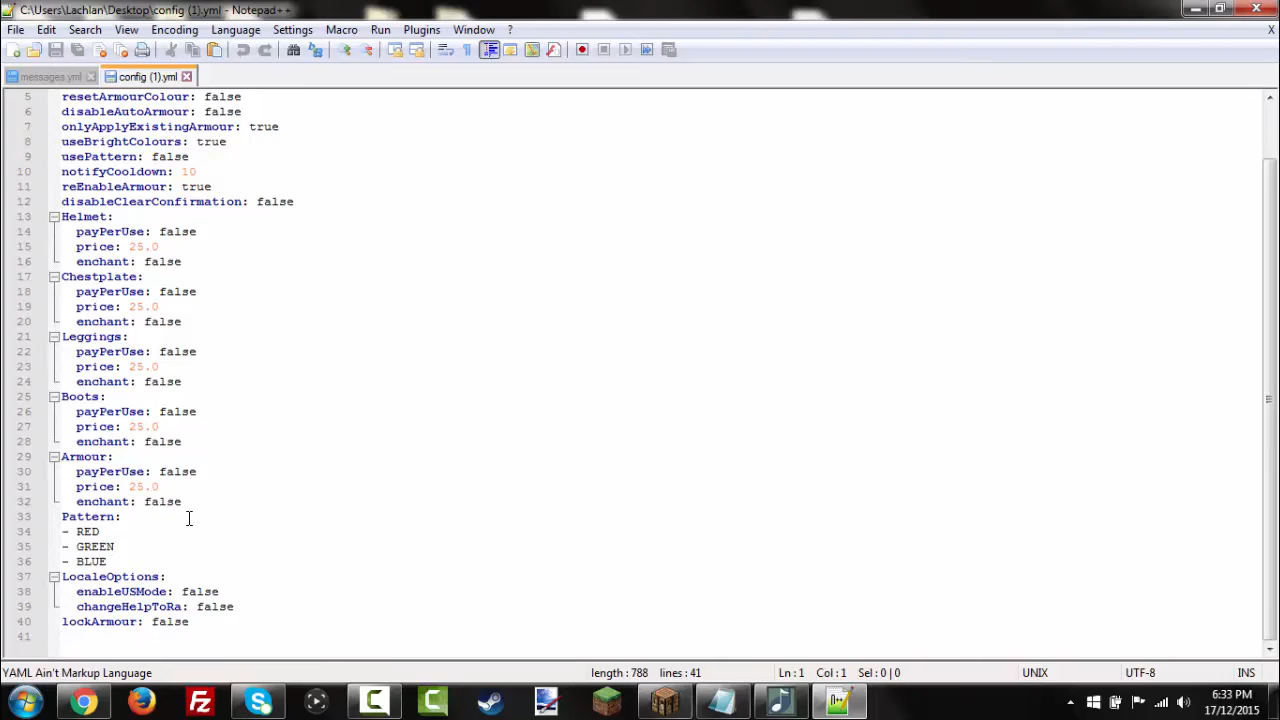 C:\Users\Lachlan\Desktop\config (1).yml - Notepad++
File Edit Search View Encoding Language Settings Macro Run Plugins Window ? X
messages.yml config (1).yml
5 resetArmourColour: false
6 disableAutoArmour: false
7 onlyApplyExistingArmour: true
8 useBrightColours: true
9 usePattern: false
10 notifyCooldown: 10
11 reEnableArmour: true
12 disableClearConfirmation: false
13 Helmet:
14 payPerUse: false
15 price: 25.0
16 enchant: false
17 Chestplate:
18 payPerUse: false
19 price: 25.0
20 enchant: false
21 Leggings:
22 payPerUse: false
23 price: 25.0
24 enchant: false
25 Boots:
26 payPerUse: false
27 price: 25.0
28 enchant: false
29 Armour:
30 payPerUse: false
31 price: 25.0
32 enchant: false
33 Pattern:
34 - RED
35 - GREEN
36 - BLUE
37 LocaleOptions:
38 enableUSMode: false
39 changeHelpToRa: false
40 lockArmour: false
41
YAML Ain't Markup Language length : 788 lines : 41 Ln : 1 Col : 1 Sel : 0 | 0 UNIX UTF-8 INS
6:33 PM
17/12/2015